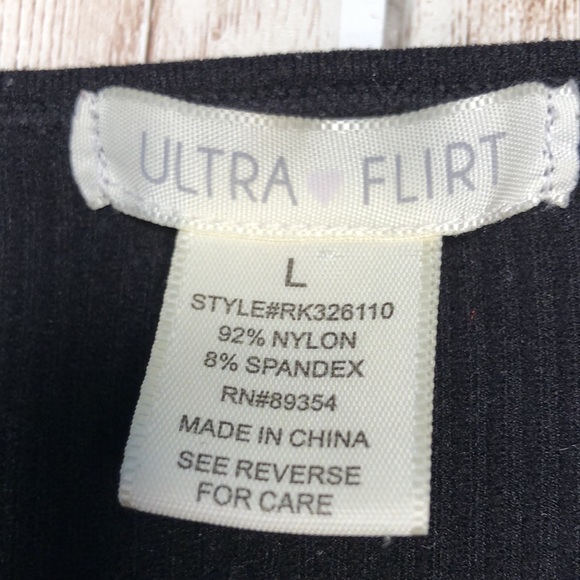 ULTRA FLIRT
L
STYLE#RK326110
92% NYLON
8% SPANDEX
RN#89354
MADE IN CHINA
SEE REVERSE
FOR CARE